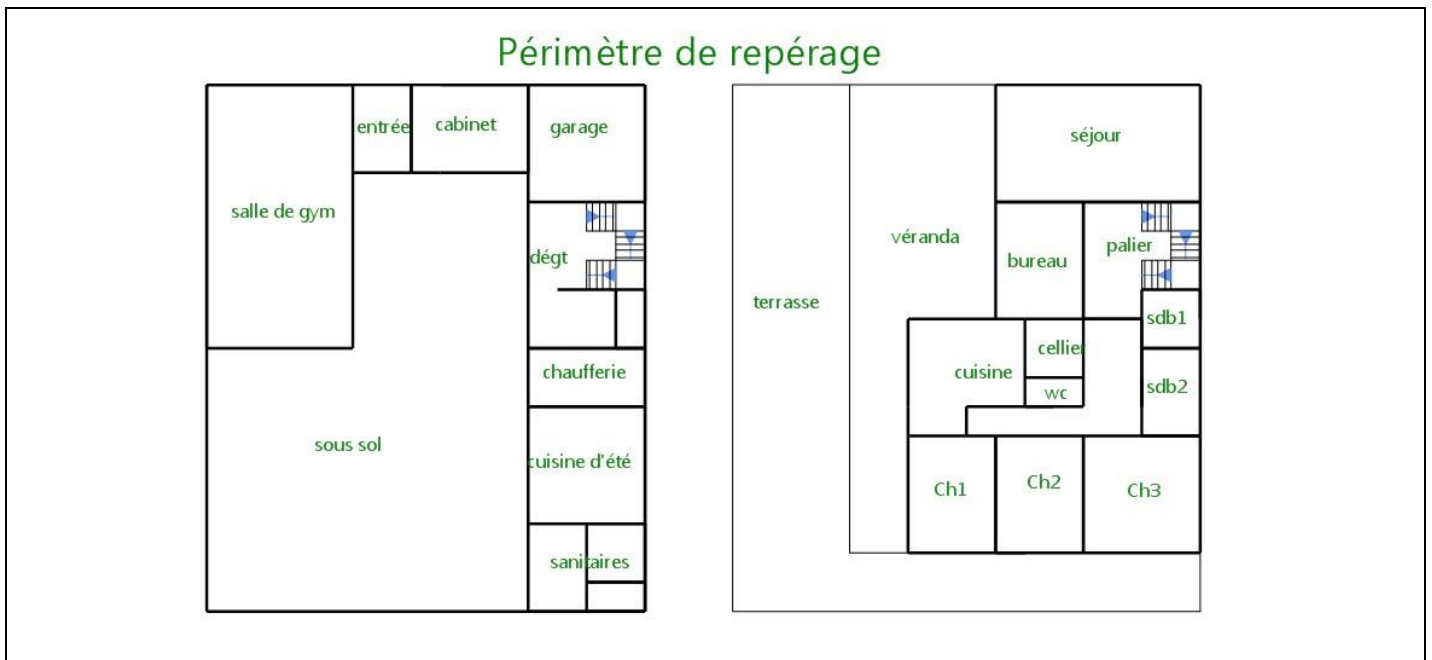 Périmètre de repérage
entrée
cabinet
garage
salle de gym
dégt
chaufferie
sous sol
cuisine d'été
sanitaires
séjour
véranda
bureau
palier
terrasse
sdb1
cellier
cuisine
wc
sdb2
Ch1
Ch2
Ch3